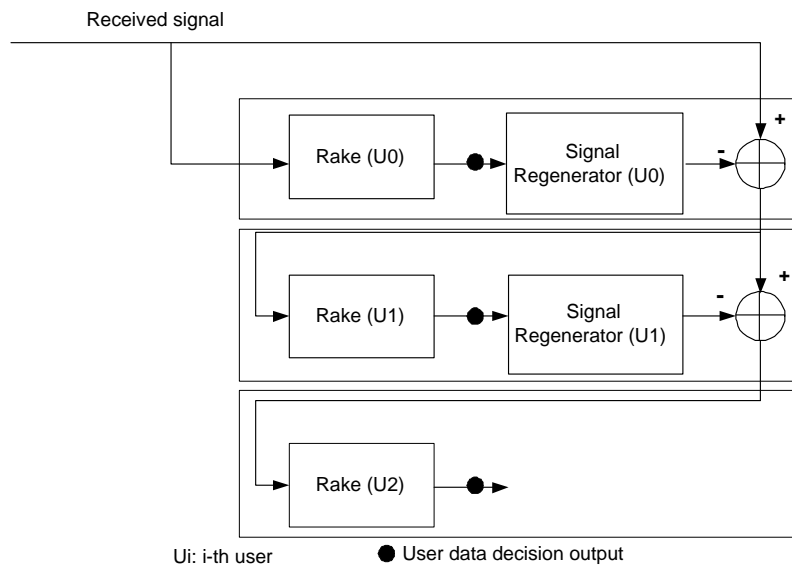 Received signal
+
Rake (U0)
Signal
Regenerator (U0)
-
+
Rake (U1)
Signal
Regenerator (U1)
-
Rake (U2)
Ui: i-th user
User data decision output